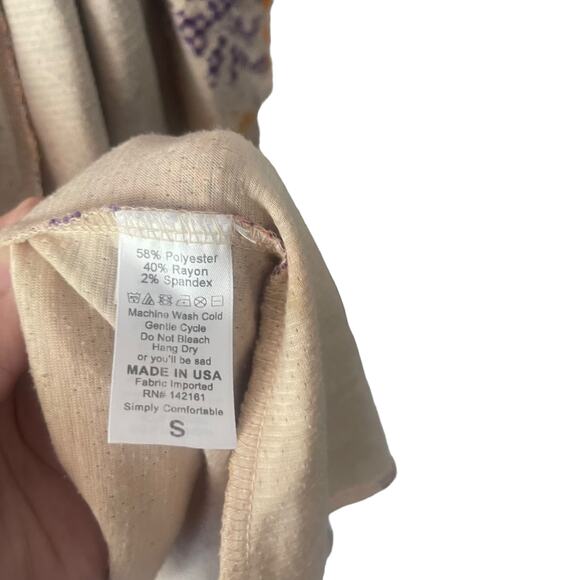 58% Polyester
40% Rayon
2% Spandex
Machine Wash Cold
Gentle Cycle
Do Not Bleach
Hang Dry
or you'll be sad
MADE IN USA
Fabric Imported
RN# 142161
Simply Comfortable
S